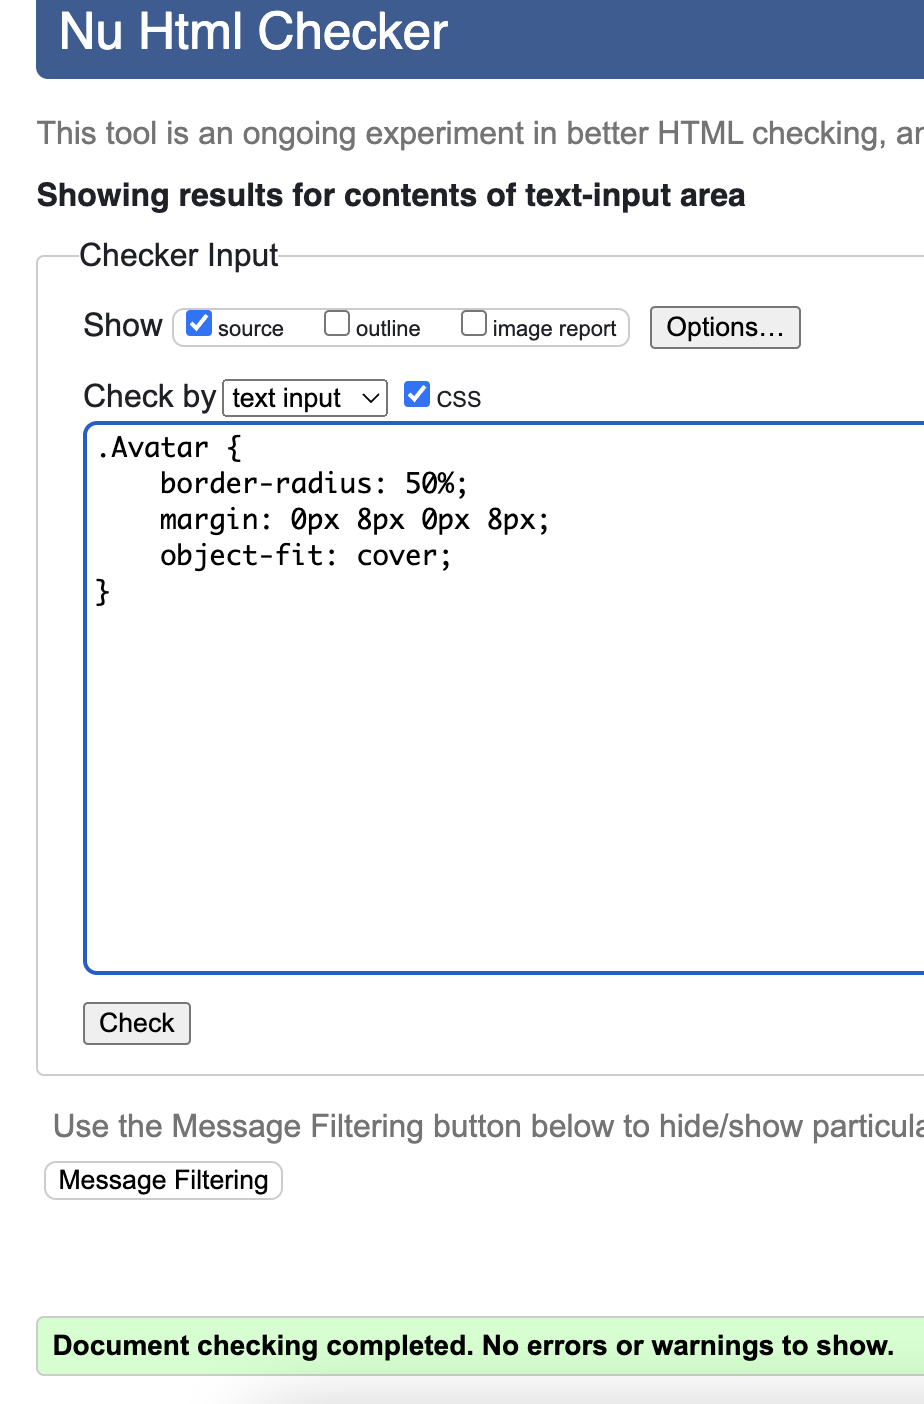 Nu Html Checker
This tool is an ongoing experiment in better HTML checking, an
Showing results for contents of text-input area
Checker Input
Show source outline image report Options...
Check by text input CSS
.Avatar {
    border-radius: 50%;
    margin: 0px 8px 0px 8px;
    object-fit: cover;
}
Check
Use the Message Filtering button below to hide/show particula
Message Filtering
Document checking completed. No errors or warnings to show.